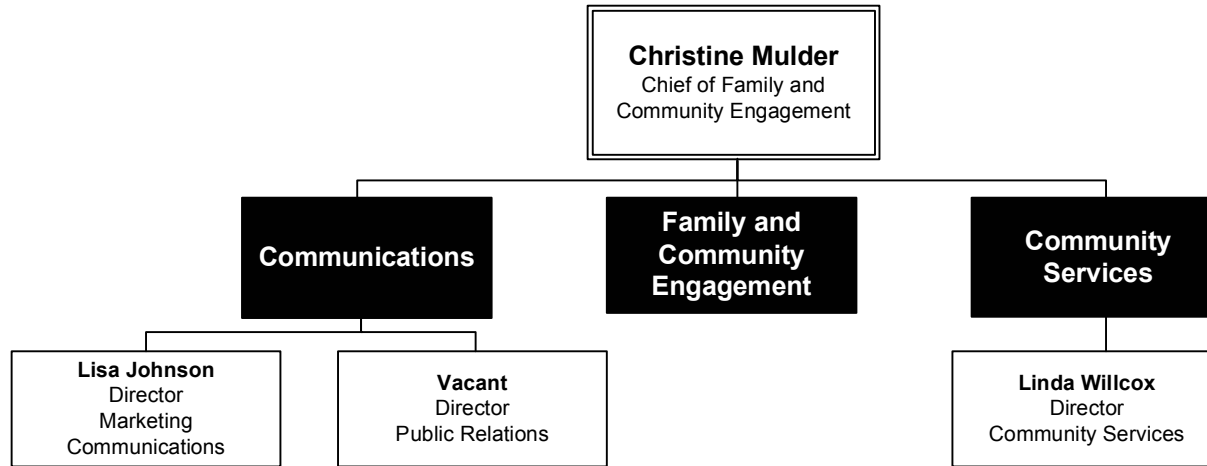 Christine Mulder
Chief of Family and
Community Engagement
Communications
Family and
Community
Engagement
Community
Services
Lisa Johnson
Director
Marketing
Communications
Vacant
Director
Public Relations
Linda Willcox
Director
Community Services